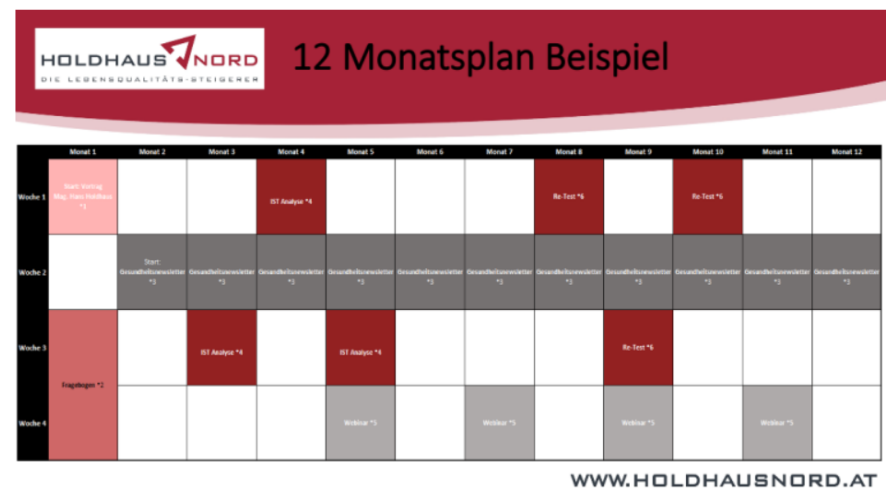 HOLDHAUS NORD
DIE LEBENSQUALITÄTS-STEIGERER
12 Monatsplan Beispiel
Monat 1 Monat 2 Monat 3 Monat 4 Monat 5 Monat 6 Monat 7 Monat 8 Monat 9 Monat 10 Monat 11 Monat 12
Woche 1
Start: Vortrag
Mag. Hans Holdhaus
*1
IST Analyse *4
Re-Test *6
Re-Test *6
Woche 2
Start:
Gesundheitsnewsletter Gesundheitsnewsletter Gesundheitsnewsletter Gesundheitsnewsletter Gesundheitsnewsletter Gesundheitsnewsletter Gesundheitsnewsletter Gesundheitsnewsletter Gesundheitsnewsletter Gesundheitsnewsletter Gesundheitsnewsletter
*3 *3 *3 *3 *3 *3 *3 *3 *3 *3 *3
Woche 3
IST Analyse *4
IST Analyse *4
Re-Test *6
Fragebogen *2
Woche 4
Webinar *5
Webinar *5
Webinar *5
Webinar *5
WWW.HOLDHAUSNORD.AT